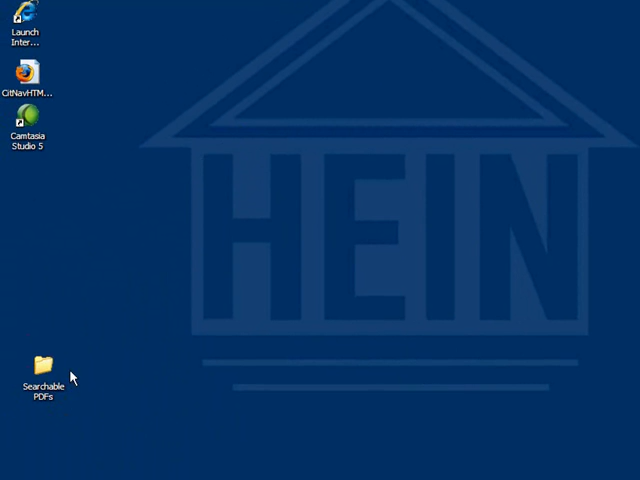 Launch
Inter...
CitNavHTM...
Camtasia
Studio 5
HEIN
Searchable
PDFs